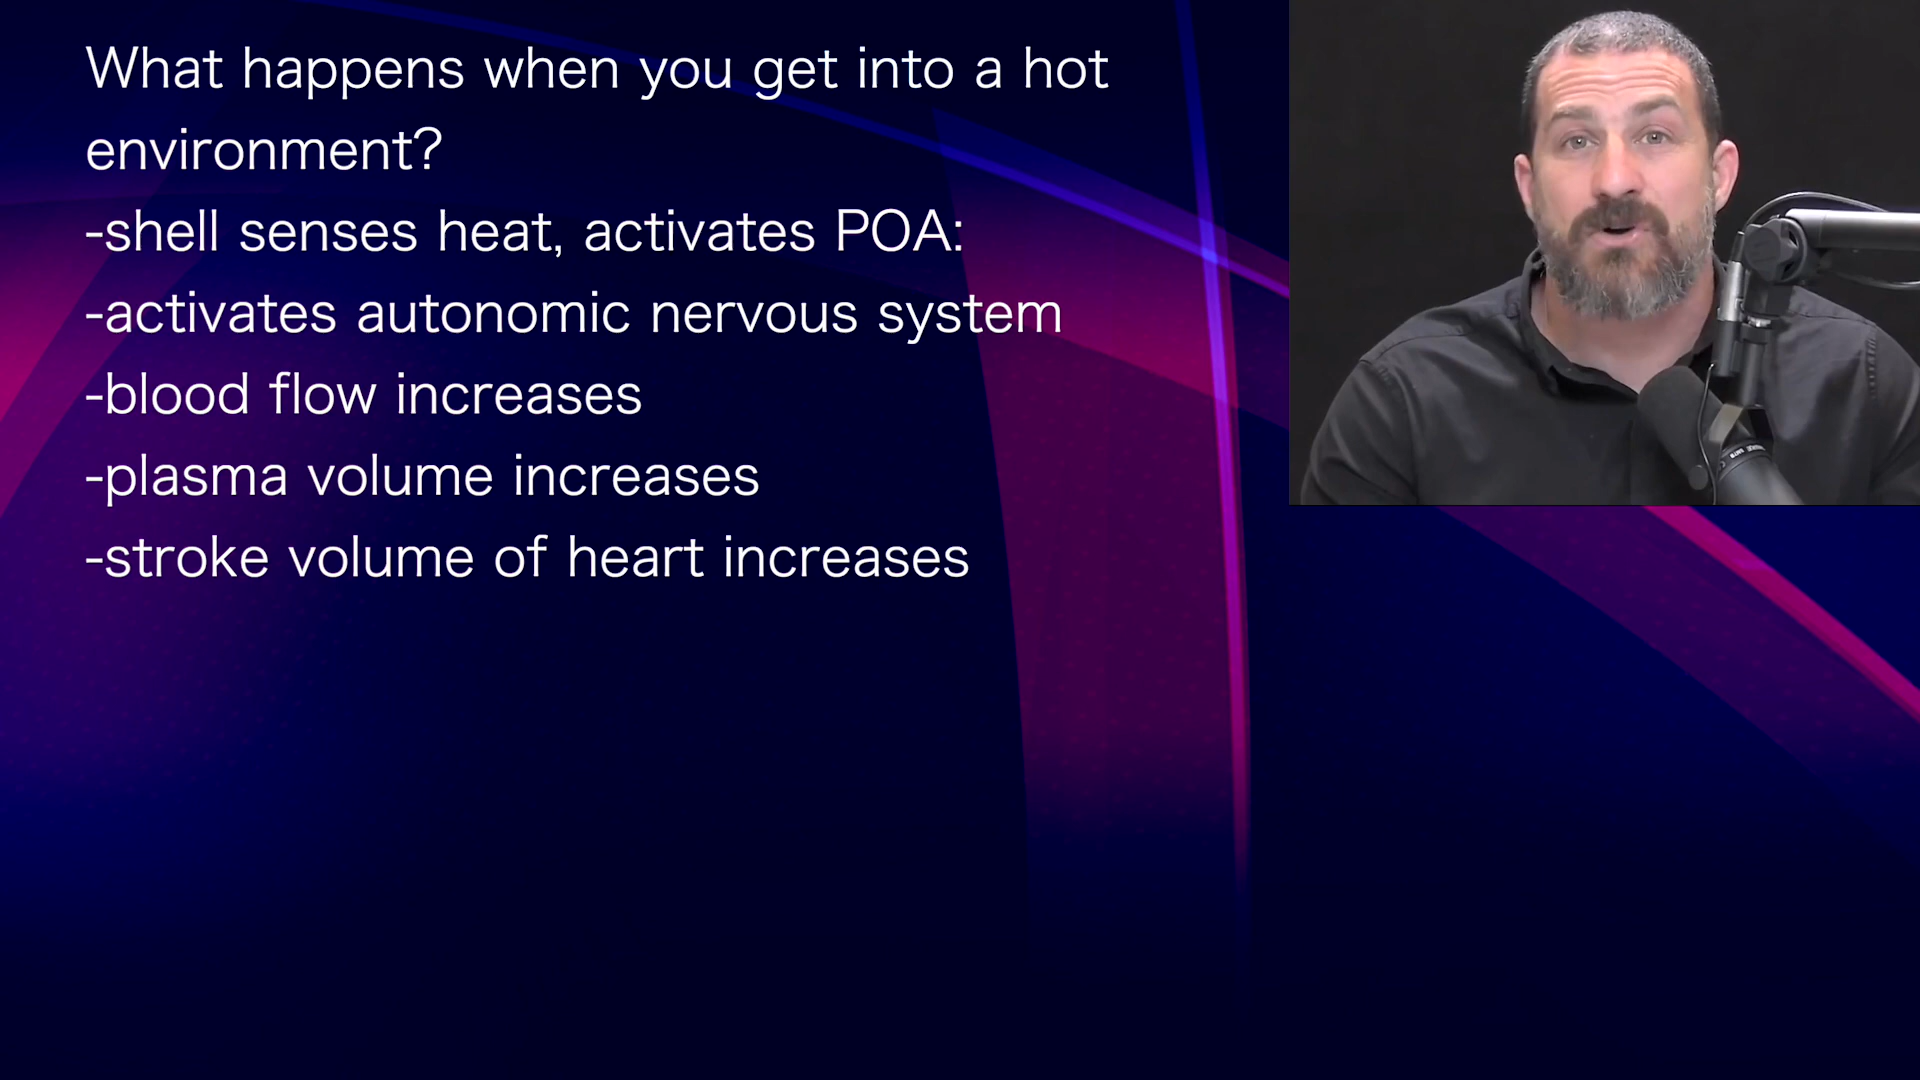 What happens when you get into a hot
environment?
-shell senses heat, activates POA:
-activates autonomic nervous system
-blood flow increases
-plasma volume increases
-stroke volume of heart increases